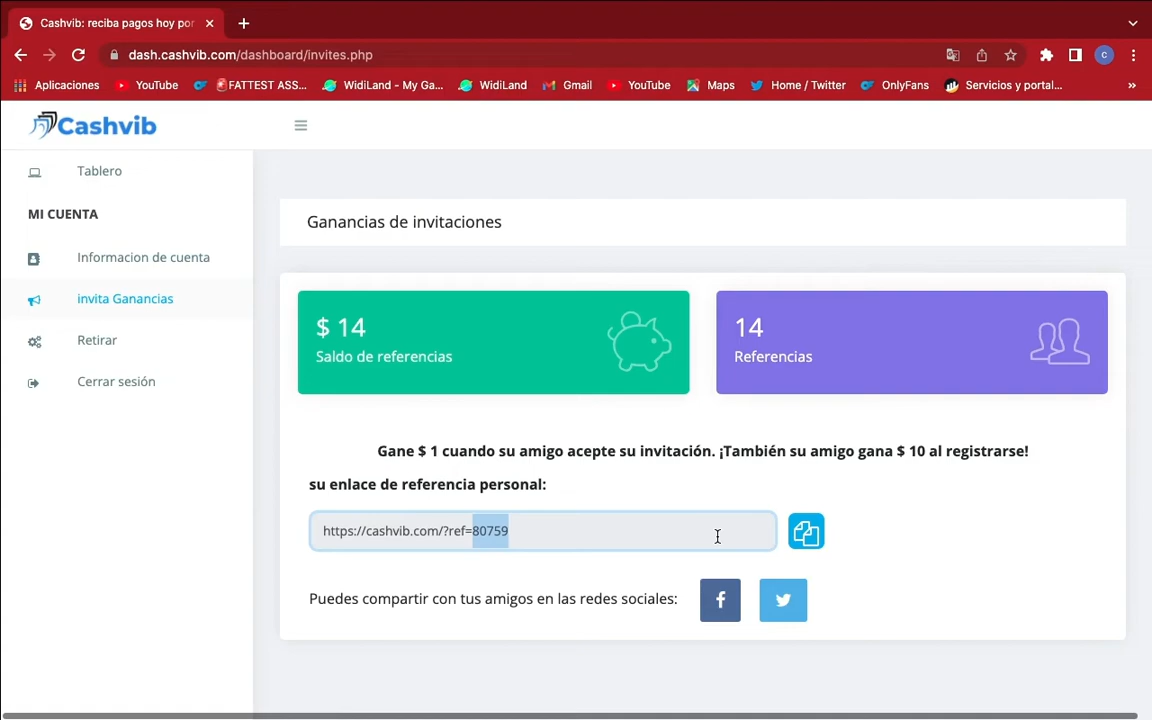 Cashvib: reciba pagos hoy por
dash.cashvib.com/dashboard/invites.php
C
Aplicaciones YouTube FATTEST ASS... WidiLand - My Ga... WidiLand Gmail YouTube Maps Home / Twitter OnlyFans Servicios y portal... »
Cashvib
Tablero
MI CUENTA
Informacion de cuenta
invita Ganancias
Retirar
Cerrar sesión
Ganancias de invitaciones
$ 14
Saldo de referencias
14
Referencias
Gane $ 1 cuando su amigo acepte su invitación. ¡También su amigo gana $ 10 al registrarse!
su enlace de referencia personal:
https://cashvib.com/?ref=80759
Puedes compartir con tus amigos en las redes sociales: